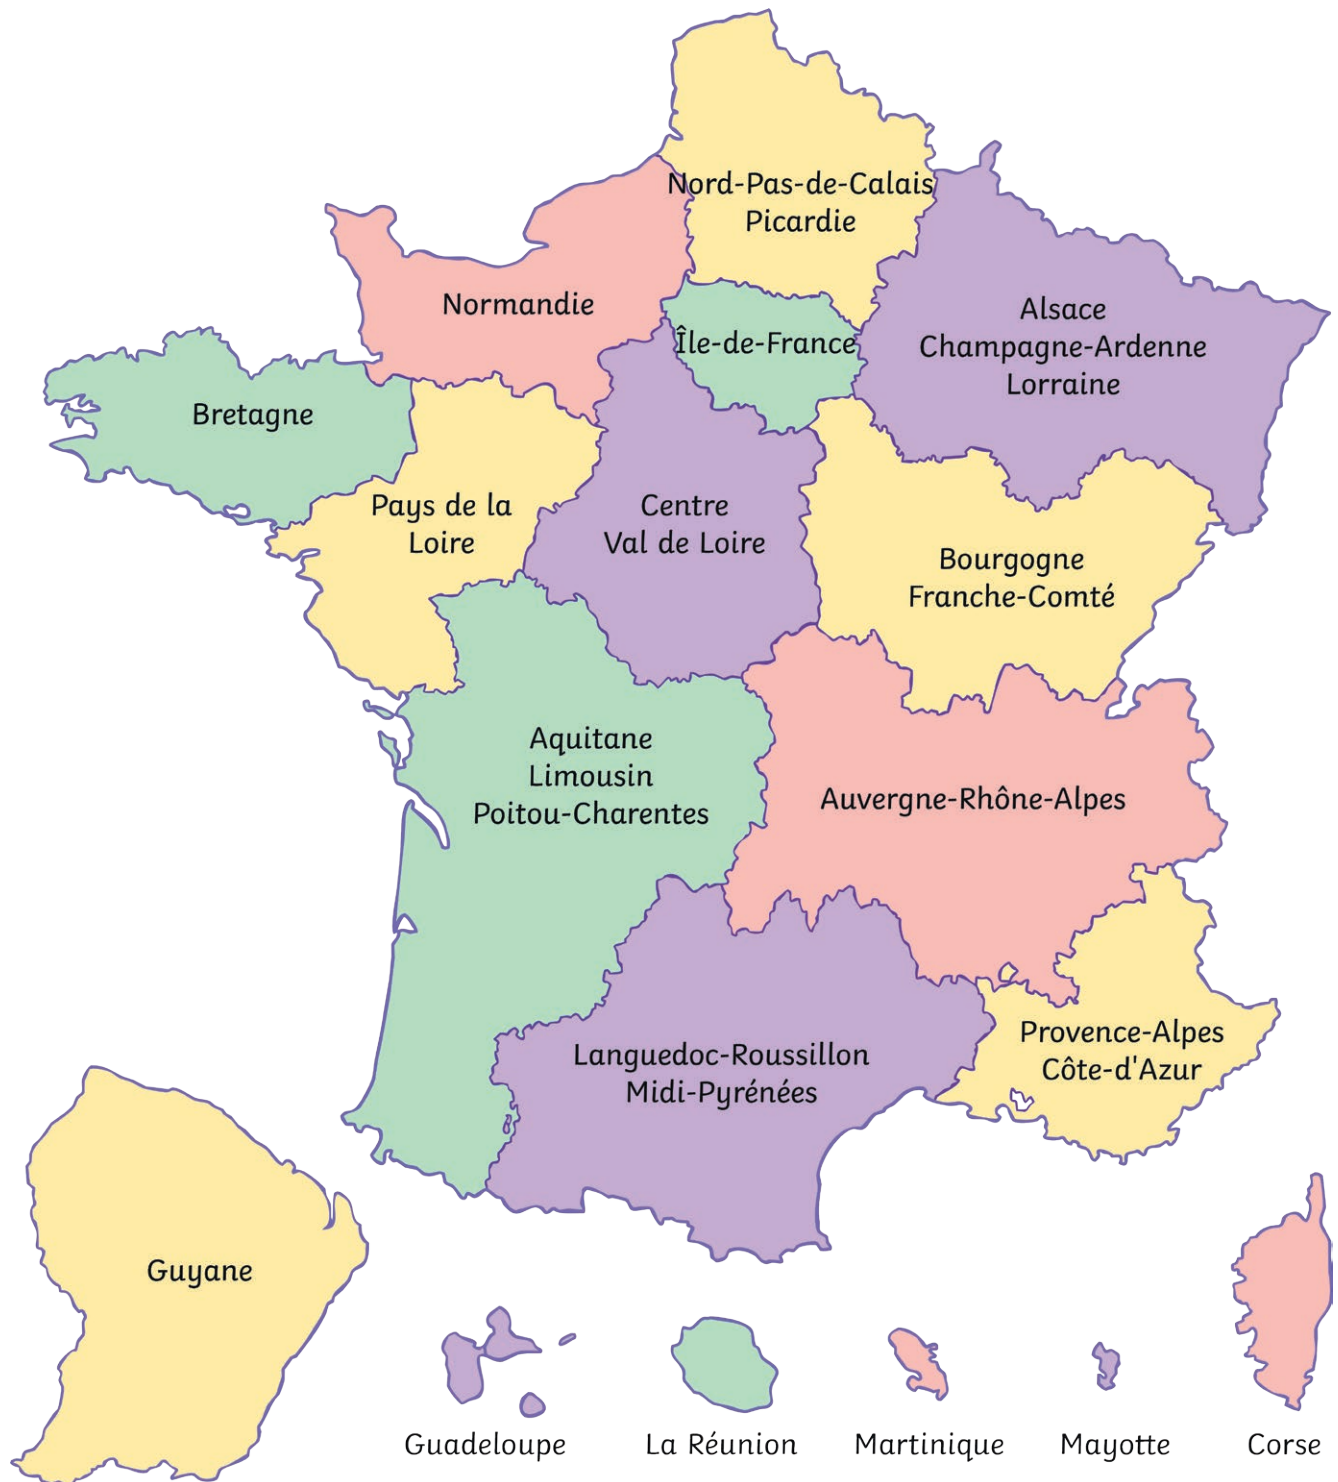 Nord-Pas-de-Calais
Picardie
Normandie
Île-de-France
Alsace
Champagne-Ardenne
Lorraine
Bretagne
Pays de la
Loire
Centre
Val de Loire
Bourgogne
Franche-Comté
Aquitane
Limousin
Poitou-Charentes
Auvergne-Rhône-Alpes
Languedoc-Roussillon
Midi-Pyrénées
Provence-Alpes
Côte-d'Azur
Guyane
Guadeloupe
La Réunion
Martinique
Mayotte
Corse